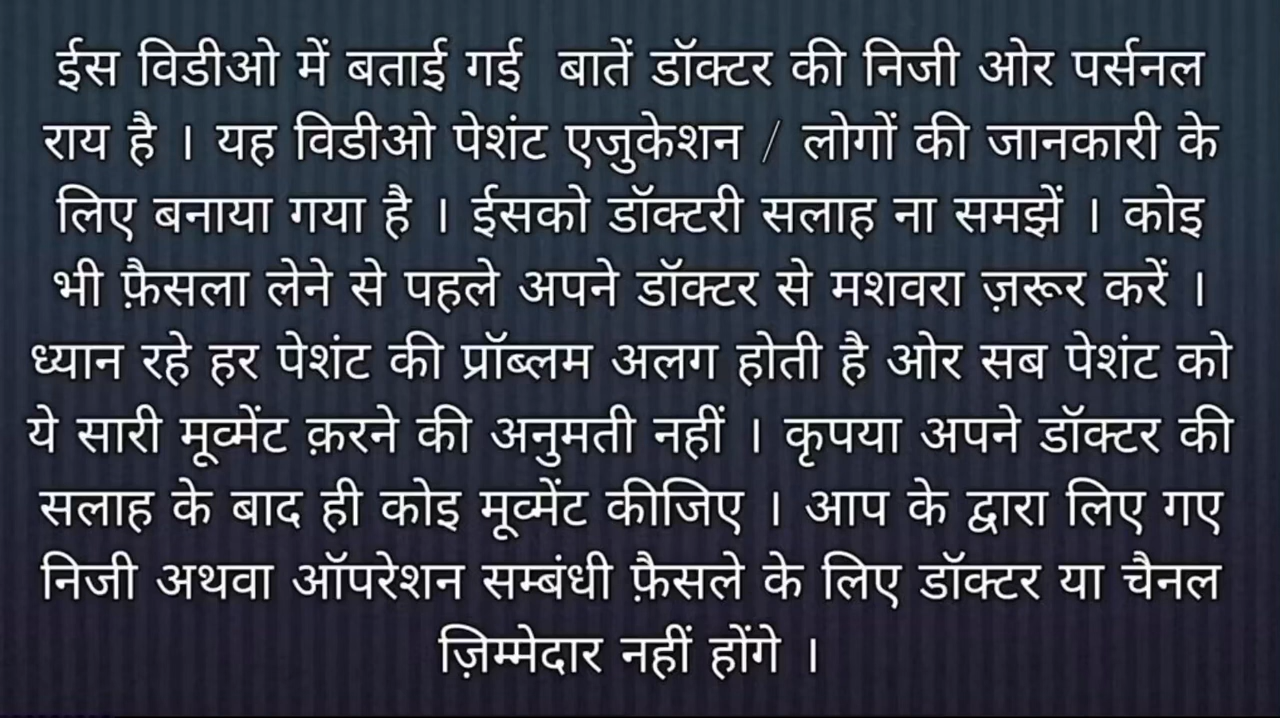 ईस विडीओ में बताई गई बातें डॉक्टर की निजी ओर पर्सनल
राय है । यह विडीओ पेशंट एजुकेशन / लोगों की जानकारी के
लिए बनाया गया है । ईसको डॉक्टरी सलाह ना समझें । कोइ
भी फ़ैसला लेने से पहले अपने डॉक्टर से मशवरा ज़रूर करें ।
ध्यान रहे हर पेशंट की प्रॉब्लम अलग होती है ओर सब पेशंट को
ये सारी मूव्मेंट क़रने की अनुमती नहीं । कृपया अपने डॉक्टर की
सलाह के बाद ही कोइ मूव्मेंट कीजिए । आप के द्वारा लिए गए
निजी अथवा ऑपरेशन सम्बंधी फ़ैसले के लिए डॉक्टर या चैनल
ज़िम्मेदार नहीं होंगे ।